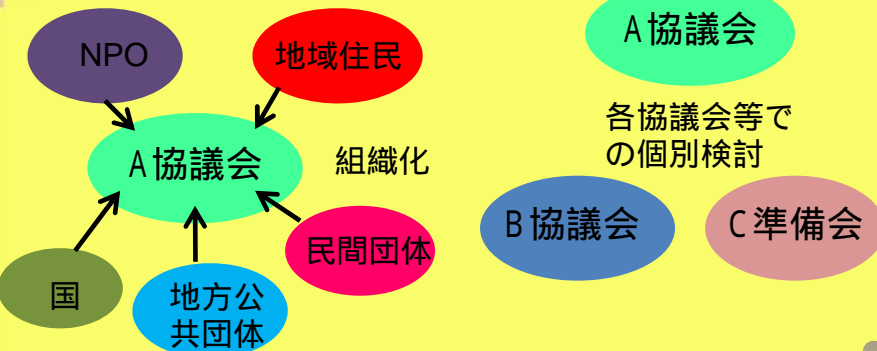 NPO
地域住民
A協議会
組織化
民間団体
国
地方公
共団体
A協議会
各協議会等で
の個別検討
B協議会
C準備会